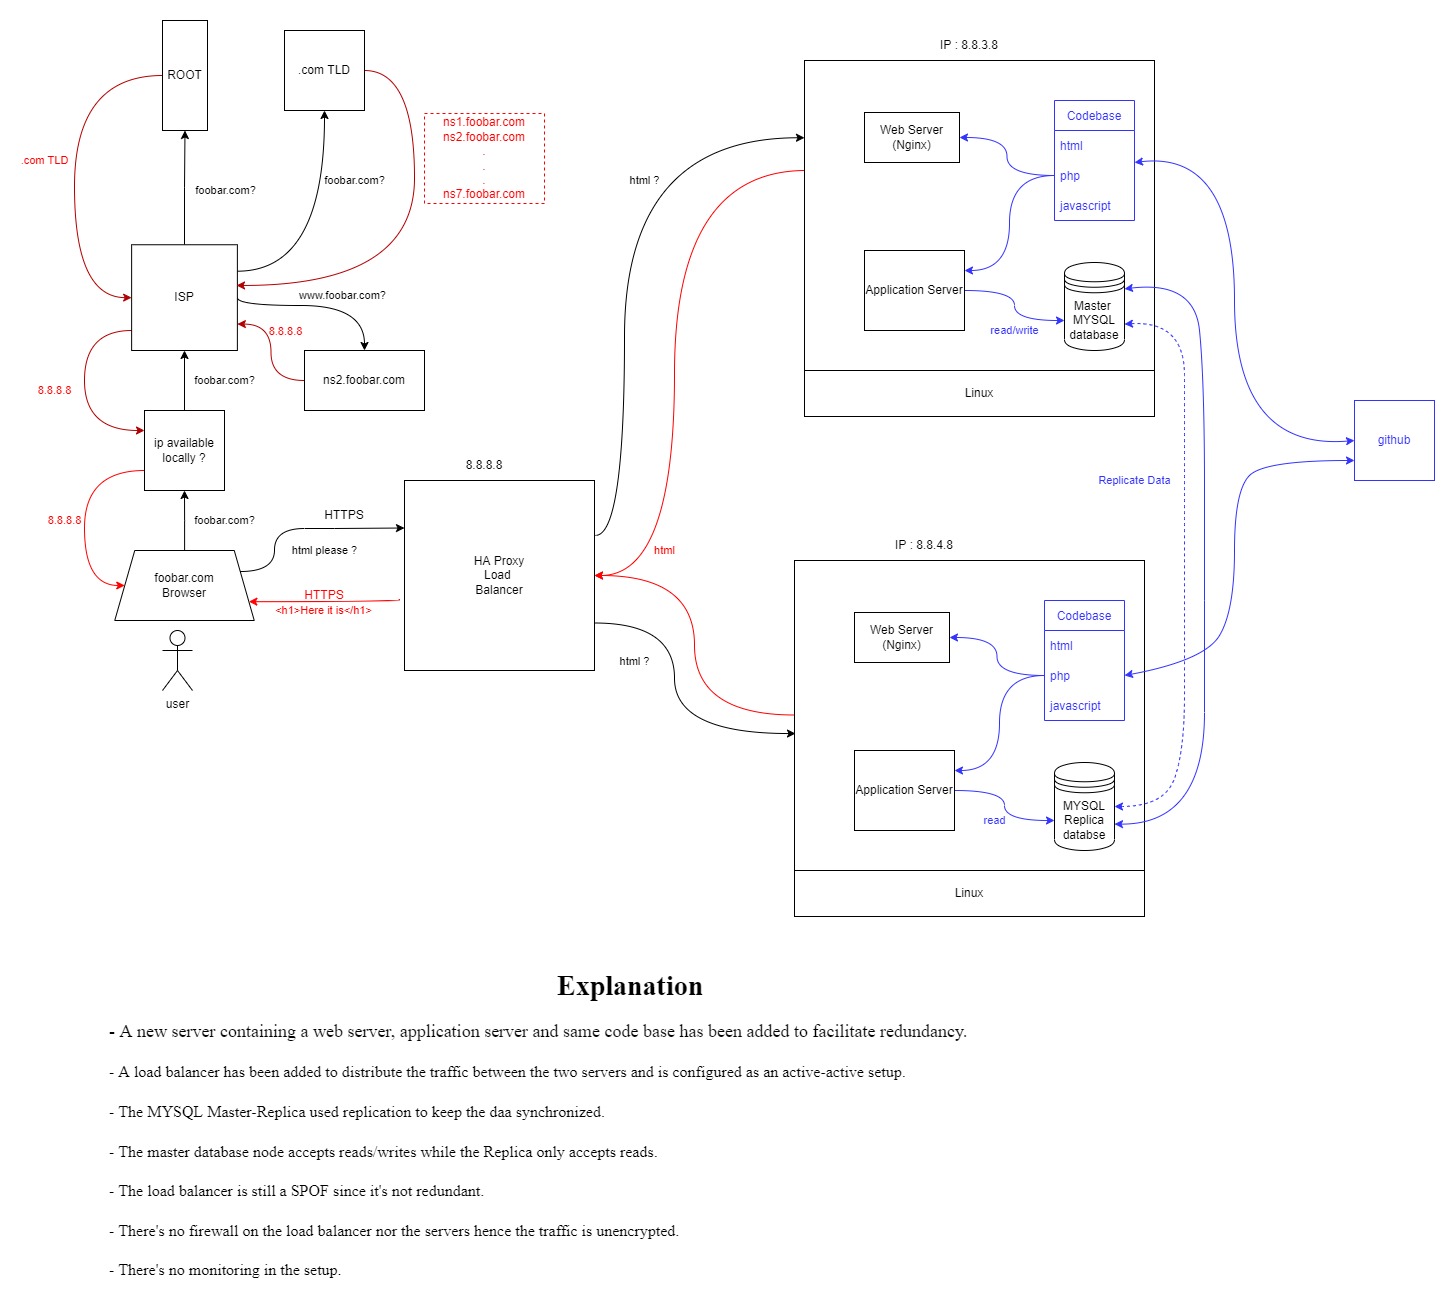 IP : 8.8.3.8
ROOT
.com TLD
ns1.foobar.com
ns2.foobar.com
.
.
.
ns7.foobar.com
.com TLD
foobar.com?
foobar.com?
html ?
Web Server
(Nginx)
Codebase
html
php
javascript
ISP
www.foobar.com?
8.8.8.8
ns2.foobar.com
Application Server
read/write
Master
MYSQL
database
Linux
foobar.com?
8.8.8.8
ip available
locally ?
github
8.8.8.8
Replicate Data
8.8.8.8
foobar.com?
HTTPS
html please ?
HTTPS
<h1>Here it is</h1>
foobar.com
Browser
user
HA Proxy
Load
Balancer
html
html ?
IP : 8.8.4.8
Web Server
(Nginx)
Codebase
html
php
javascript
Application Server
read
MYSQL
Replica
databse
Linux
Explanation
- A new server containing a web server, application server and same code base has been added to facilitate redundancy.
- A load balancer has been added to distribute the traffic between the two servers and is configured as an active-active setup.
- The MYSQL Master-Replica used replication to keep the daa synchronized.
- The master database node accepts reads/writes while the Replica only accepts reads.
- The load balancer is still a SPOF since it's not redundant.
- There's no firewall on the load balancer nor the servers hence the traffic is unencrypted.
- There's no monitoring in the setup.